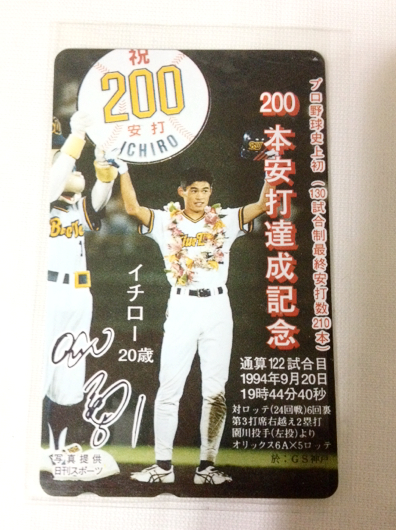 祝
200
安打
ICHIRO
プロ野球史上初(130試合制最終安打数210本)
200本安打達成記念
BlueWave
イチロー
20歳
通算122試合目
1994年9月20日
19時44分40秒
対ロッテ(24回戦)6回裏
第3打席右越え2塁打
園川投手(左投)より
オリックス6A×5ロッテ
於:G.S.神戸
写真提供
日刊スポーツ